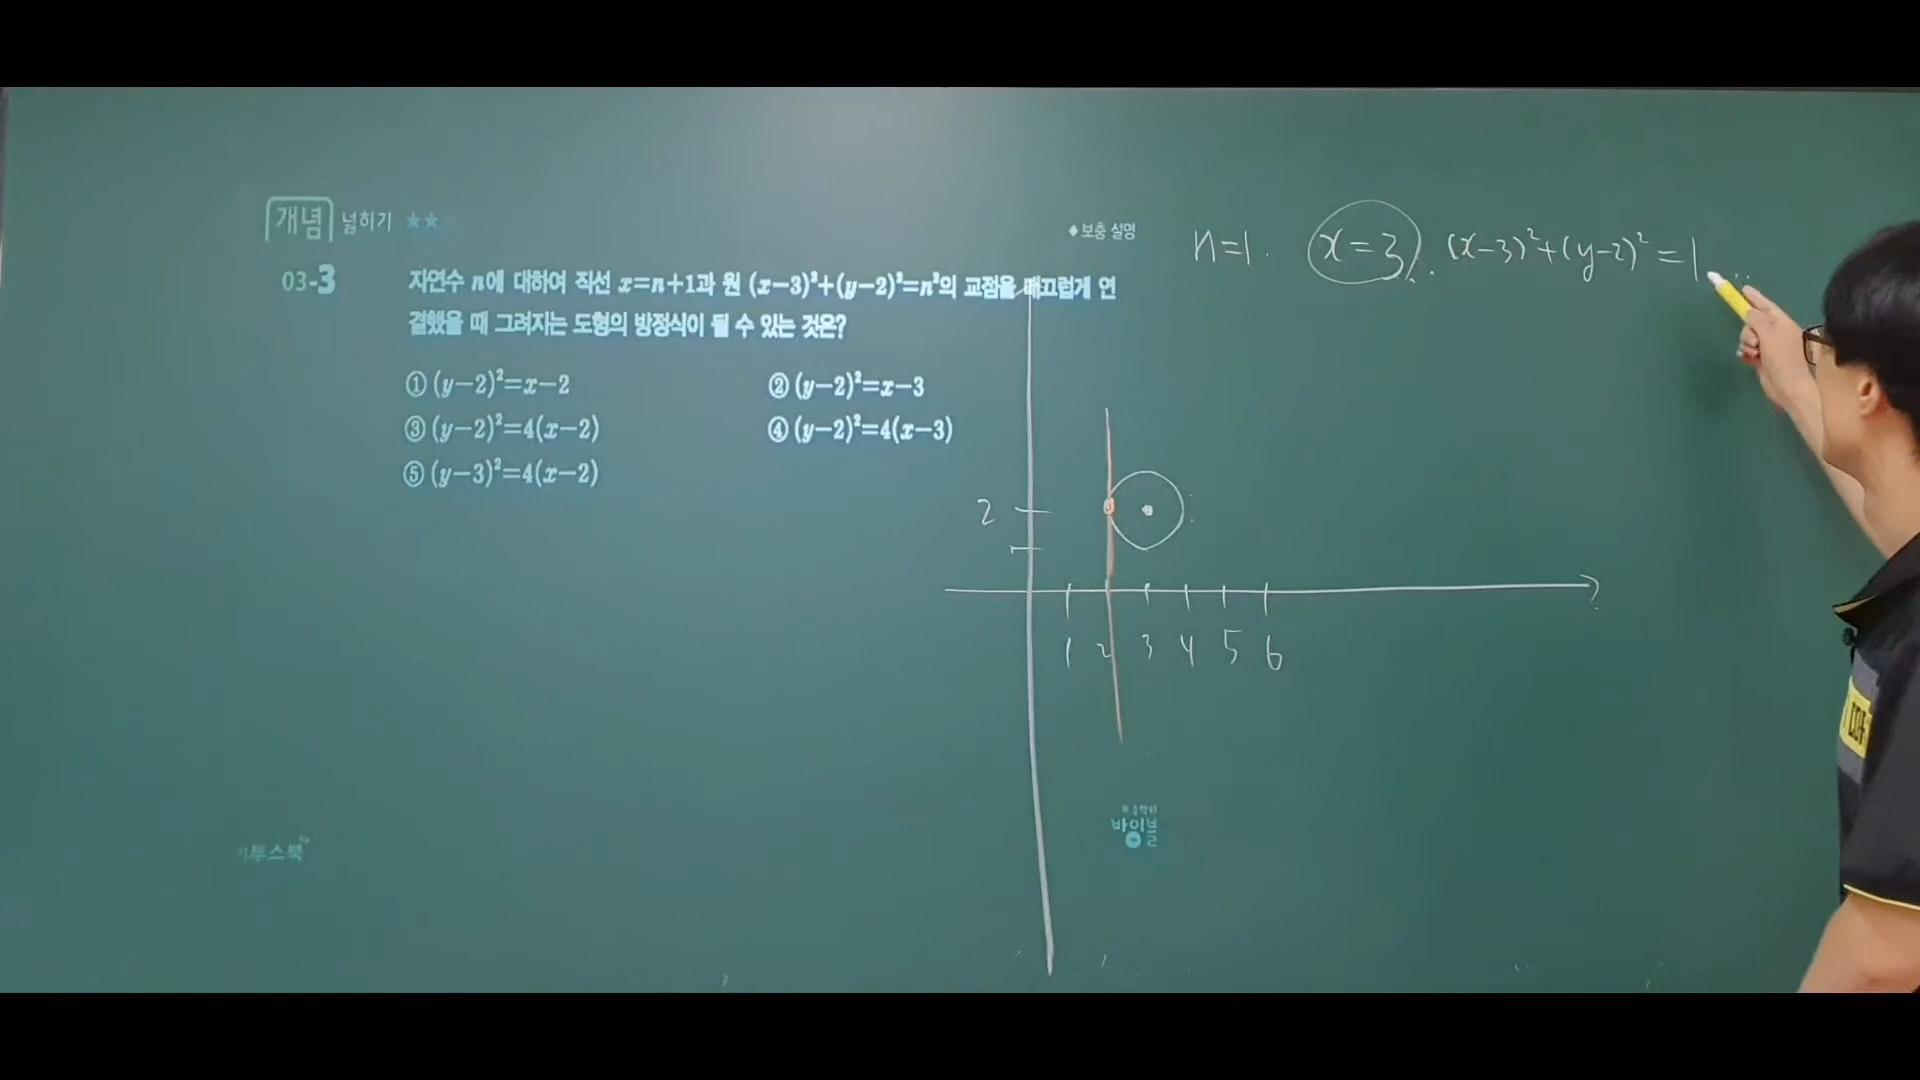 개념 넓히기 ★★
◆보충 설명
03-3 자연수 n에 대하여 직선 x=n+1과 원 (x-3)²+(y-2)²=n²의 교점을 매끄럽게 연
결했을 때 그려지는 도형의 방정식이 될 수 있는 것은?
① (y-2)²=x-2 ② (y-2)²=x-3
③ (y-2)²=4(x-2) ④ (y-2)²=4(x-3)
⑤ (y-3)²=4(x-2)
n=1. x=3. (x-3)²+(y-2)²=1
2
1 2 3 4 5 6
바이블
이투스북